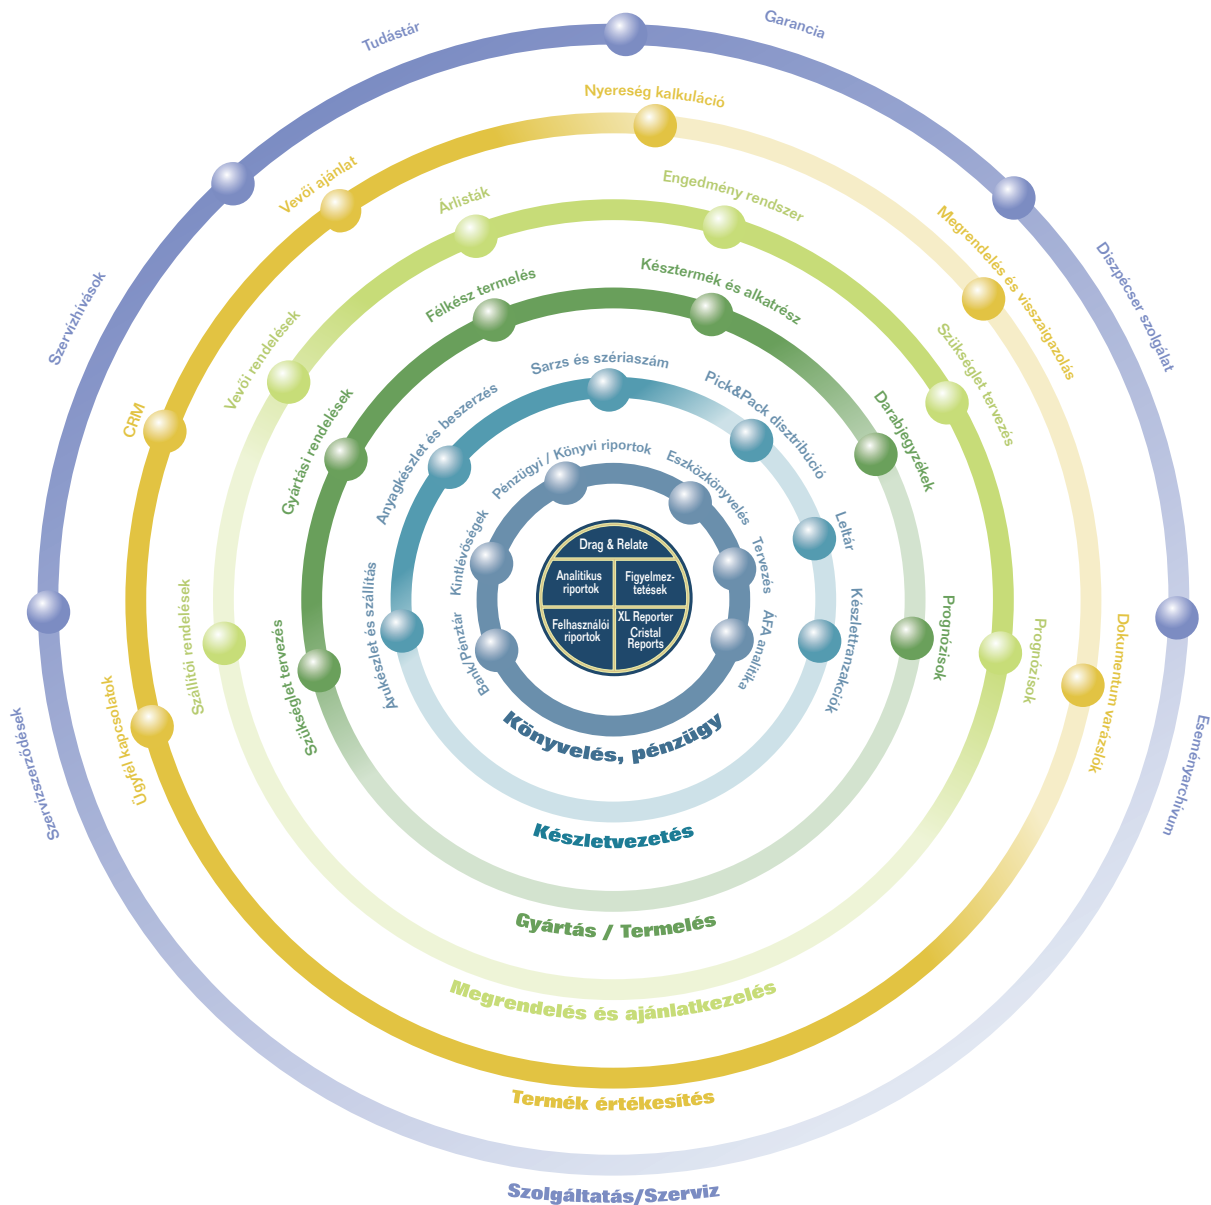 Tudástár
Garancia
Szervizhívások
Diszpécser szolgálat
Szervizszerződések
Eseményarchívum
Szolgáltatás/Szerviz
Nyereség kalkuláció
Vevői ajánlat
Megrendelés és visszaigazolás
CRM
Dokumentum varázslók
Ügyfél kapcsolatok
Termék értékesítés
Árlisták
Engedmény rendszer
Vevői rendelések
Szükséglet tervezés
Szállítói rendelések
Prognózisok
Megrendelés és ajánlatkezelés
Félkész termelés
Késztermék és alkatrész
Gyártási rendelések
Darabjegyzékek
Szükséglet tervezés
Prognózisok
Gyártás / Termelés
Sarzs és szériaszám
Pick&Pack disztribúció
Anyagkészlet és beszerzés
Leltár
Árukészlet és szállítás
Készlettranzakciók
Készletvezetés
Pénzügyi / Könyvi riportok
Eszközkönyvelés
Kintlévőségek
Tervezés
Bank/Pénztár
ÁFA analitika
Könyvelés, pénzügy
Drag & Relate
Analitikus
riportok
Figyelmez-
tetések
Felhasználói
riportok
XL Reporter
Cristal
Reports